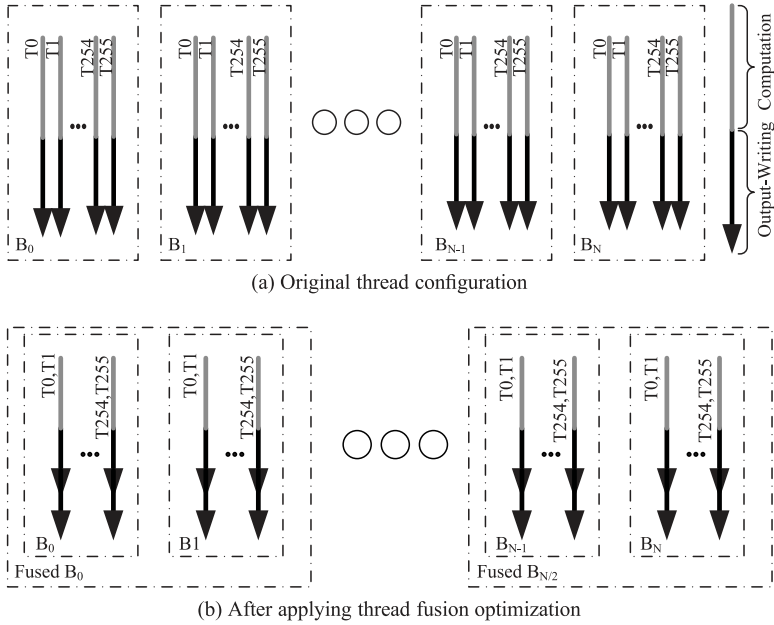 T0 T1 ... T254 T255
T0 T1 ... T254 T255
T0 T1 ... T254 T255
T0 T1 ... T254 T255
B0
B1
BN-1
BN
Computation
Output-Writing
(a) Original thread configuration
T0,T1 ... T254,T255
T0,T1 ... T254,T255
T0,T1 ... T254,T255
T0,T1 ... T254,T255
B0
B1
BN-1
BN
Fused B0
Fused BN/2
(b) After applying thread fusion optimization